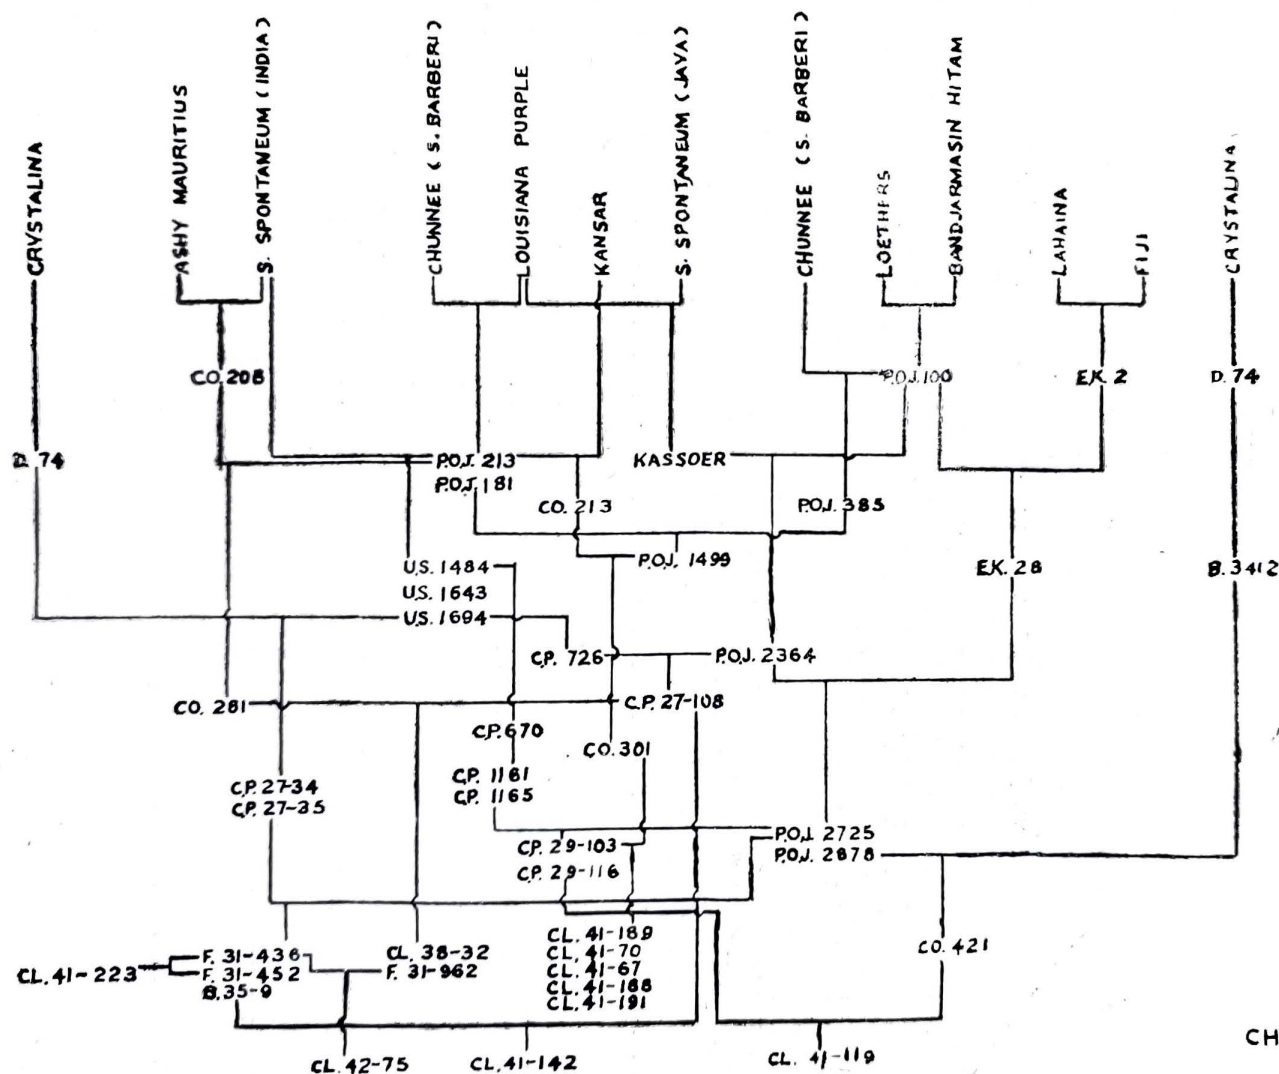 CRYSTALINA
ASHY MAURITIUS
S. SPONTANEUM (INDIA)
CHUNNEE (S. BARBERI)
LOUISIANA PURPLE
KANSAR
S. SPONTANEUM (JAVA)
CHUNNEE (S. BARBERI)
LOETHERS
BANDJARMASIN HITAM
LAHAINA
FIJI
CRYSTALINA
CO. 208
P.O.J. 100
E.K. 2
D. 74
D. 74
P.O.J. 213
KASSOER
P.O.J. 181
CO. 213
P.O.J. 385
P.O.J. 1499
U.S. 1484
E.K. 28
B. 3412
U.S. 1643
U.S. 1694
C.P. 726
P.O.J. 2364
CO. 281
C.P. 27-108
C.P. 670
CO. 301
C.P. 1161
C.P. 27-34
C.P. 1165
C.P. 27-35
P.O.J. 2725
C.P. 29-103
P.O.J. 2878
C.P. 29-116
CL. 41-189
CO. 421
F. 31-436
CL. 38-32
CL. 41-70
CL. 41-223
F. 31-452
F. 31-962
CL. 41-67
B. 35-9
CL. 41-188
CL. 41-191
CL. 42-75
CL. 41-142
CL. 41-119
CH